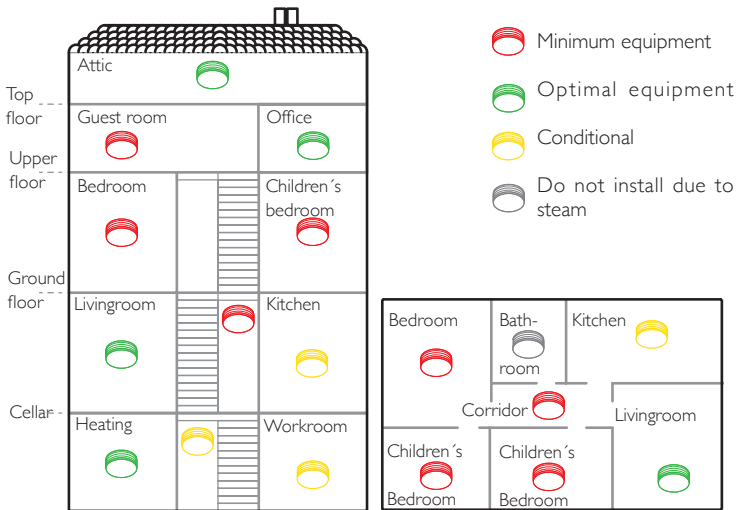 Attic
Top
floor
Guest room
Office
Upper
floor
Bedroom
Children´s
bedroom
Ground
floor
Livingroom
Kitchen
Cellar
Heating
Workroom
Minimum equipment
Optimal equipment
Conditional
Do not install due to
steam
Bedroom
Bath-
room
Kitchen
Corridor
Livingroom
Children´s
Bedroom
Children´s
Bedroom